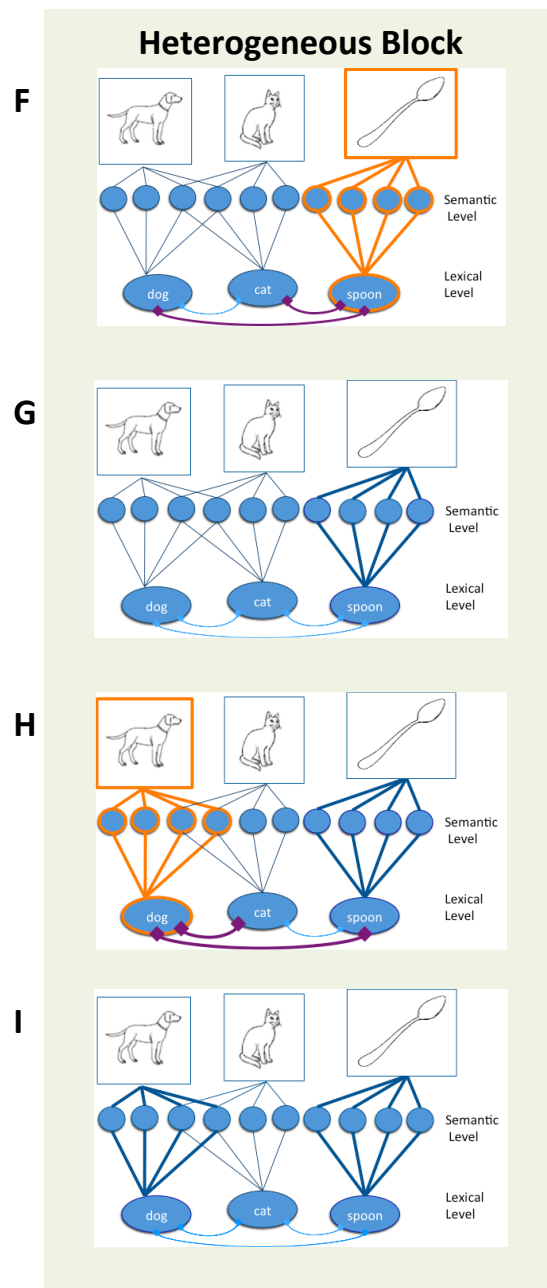 Heterogeneous Block
F
Semantic
Level
Lexical
Level
dog
cat
spoon
G
Semantic
Level
Lexical
Level
dog
cat
spoon
H
Semantic
Level
Lexical
Level
dog
cat
spoon
I
Semantic
Level
Lexical
Level
dog
cat
spoon